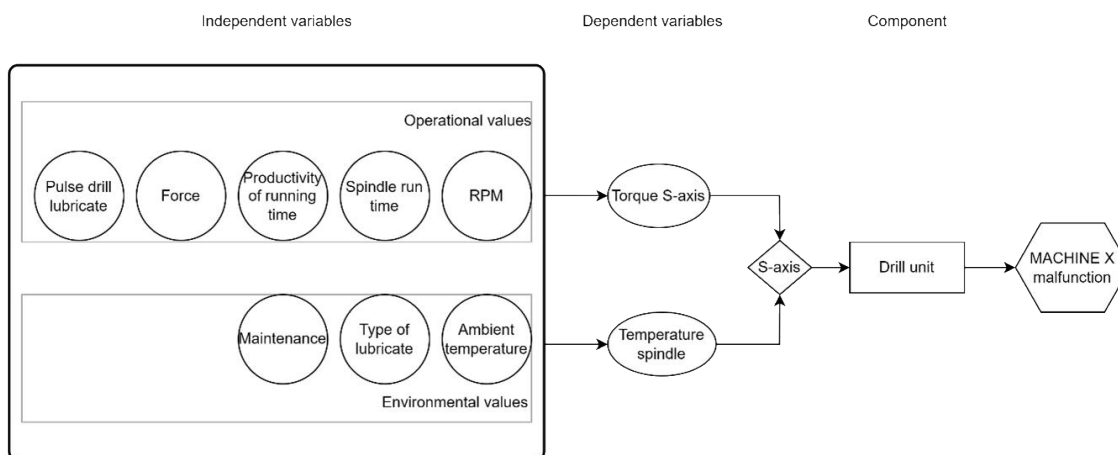 Independent variables
Dependent variables
Component
Operational values
Pulse drill
lubricate
Force
Productivity
of running
time
Spindle run
time
RPM
Torque S-axis
S-axis
Drill unit
MACHINE X
malfunction
Maintenance
Type of
lubricate
Ambient
temperature
Temperature
spindle
Environmental values